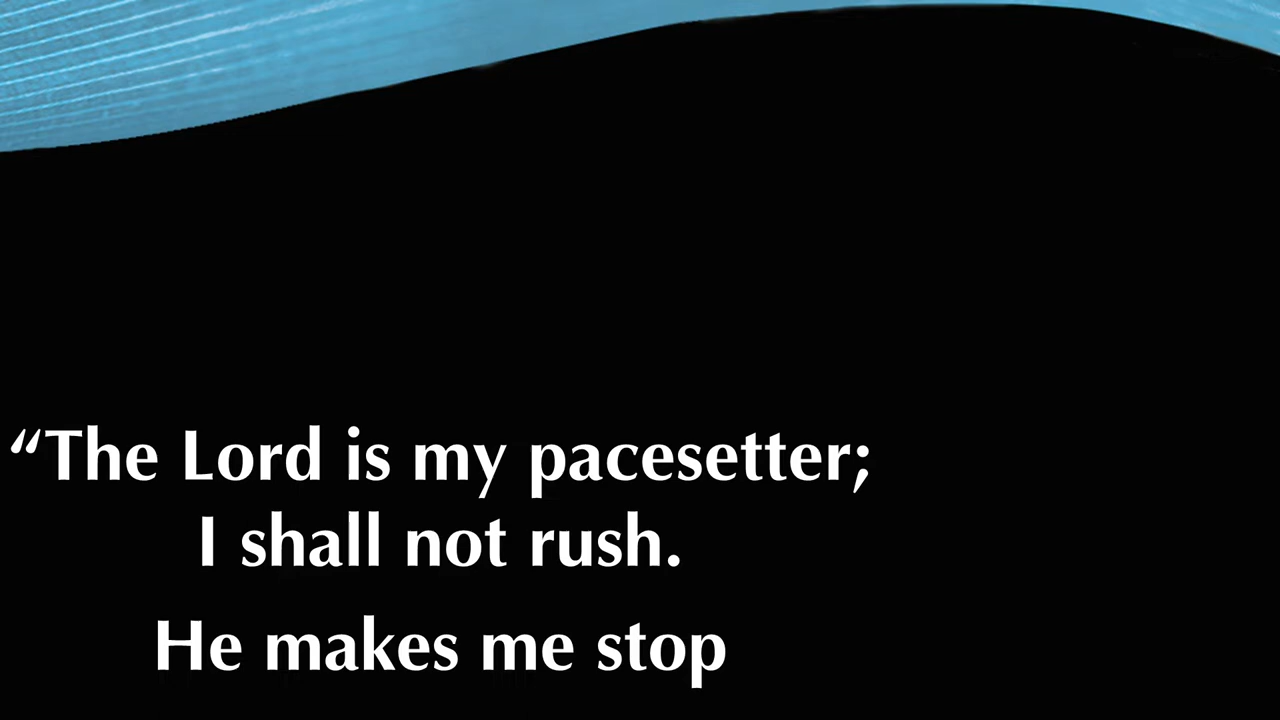 “The Lord is my pacesetter;
I shall not rush.
He makes me stop